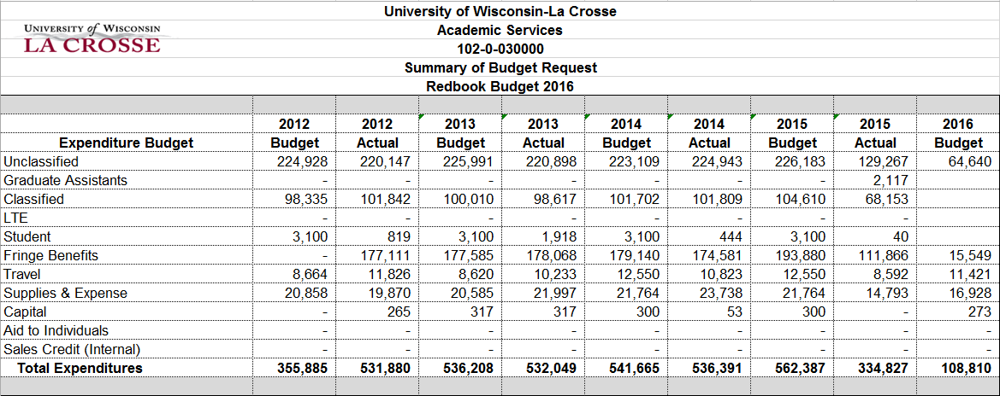 University of Wisconsin-La Crosse
UNIVERSITY of WISCONSIN
LA CROSSE
Academic Services
102-0-030000
Summary of Budget Request
Redbook Budget 2016
2012 2012 2013 2013 2014 2014 2015 2015 2016
Expenditure Budget Budget Actual Budget Actual Budget Actual Budget Actual Budget
Unclassified 224,928 220,147 225,991 220,898 223,109 224,943 226,183 129,267 64,640
Graduate Assistants - - - - - - - 2,117
Classified 98,335 101,842 100,010 98,617 101,702 101,809 104,610 68,153
LTE - - - - - - - -
Student 3,100 819 3,100 1,918 3,100 444 3,100 40
Fringe Benefits - 177,111 177,585 178,068 179,140 174,581 193,880 111,866 15,549
Travel 8,664 11,826 8,620 10,233 12,550 10,823 12,550 8,592 11,421
Supplies & Expense 20,858 19,870 20,585 21,997 21,764 23,738 21,764 14,793 16,928
Capital - 265 317 317 300 53 300 - 273
Aid to Individuals - - - - - - - - -
Sales Credit (Internal) - - - - - - - - -
Total Expenditures 355,885 531,880 536,208 532,049 541,665 536,391 562,387 334,827 108,810